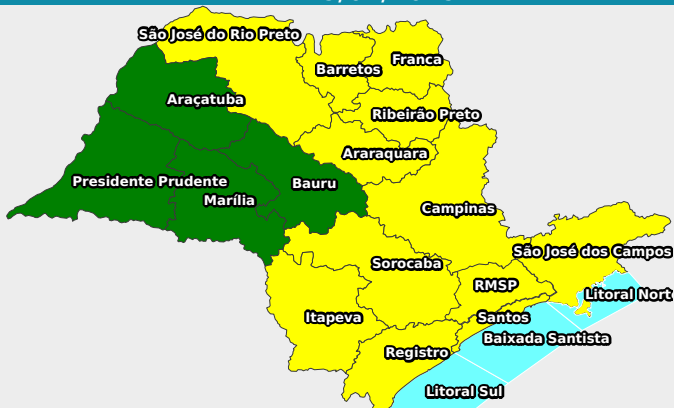 São José do Rio Preto
Franca
Barretos
Araçatuba
Ribeirão Preto
Araraquara
Presidente Prudente
Bauru
Marília
Campinas
São José dos Campos
Sorocaba
RMSP
Litoral Nort
Itapeva
Santos
Baixada Santista
Registro
Litoral Sul